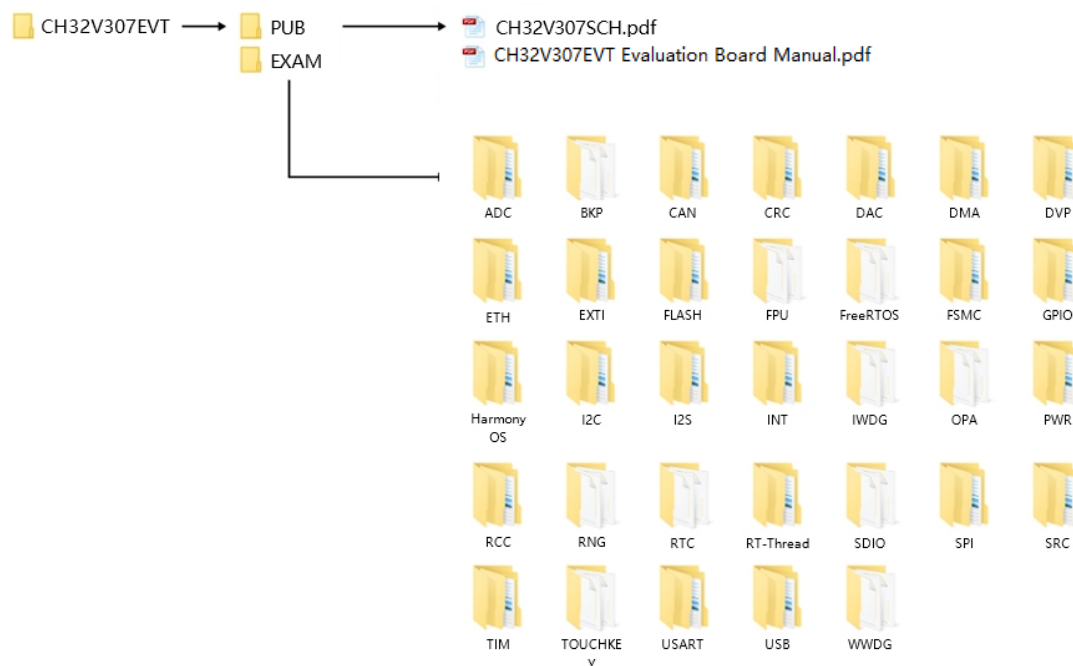 CH32V307EVT
PUB
EXAM
CH32V307SCH.pdf
CH32V307EVT Evaluation Board Manual.pdf
ADC BKP CAN CRC DAC DMA DVP
ETH EXTI FLASH FPU FreeRTOS FSMC GPIO
Harmony
OS I2C I2S INT IWDG OPA PWR
RCC RNG RTC RT-Thread SDIO SPI SRC
TIM TOUCHKE
Y USART USB WWDG